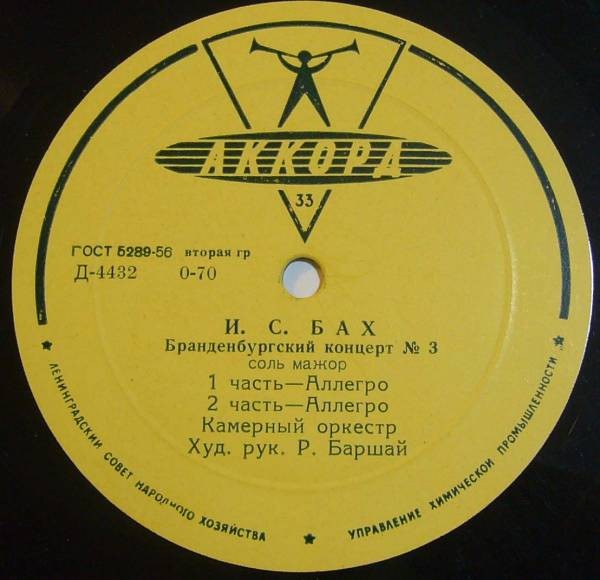 АККОРД
33
ГОСТ 5289-56 вторая гр
Д-4432 0-70
И. С. БАХ
Бранденбургский концерт № 3
соль мажор
1 часть—Аллегро
2 часть—Аллегро
Камерный оркестр
Худ. рук. Р. Баршай
★ ЛЕНИНГРАДСКИЙ СОВЕТ НАРОДНОГО ХОЗЯЙСТВА ★ УПРАВЛЕНИЕ ХИМИЧЕСКОЙ ПРОМЫШЛЕННОСТИ ★